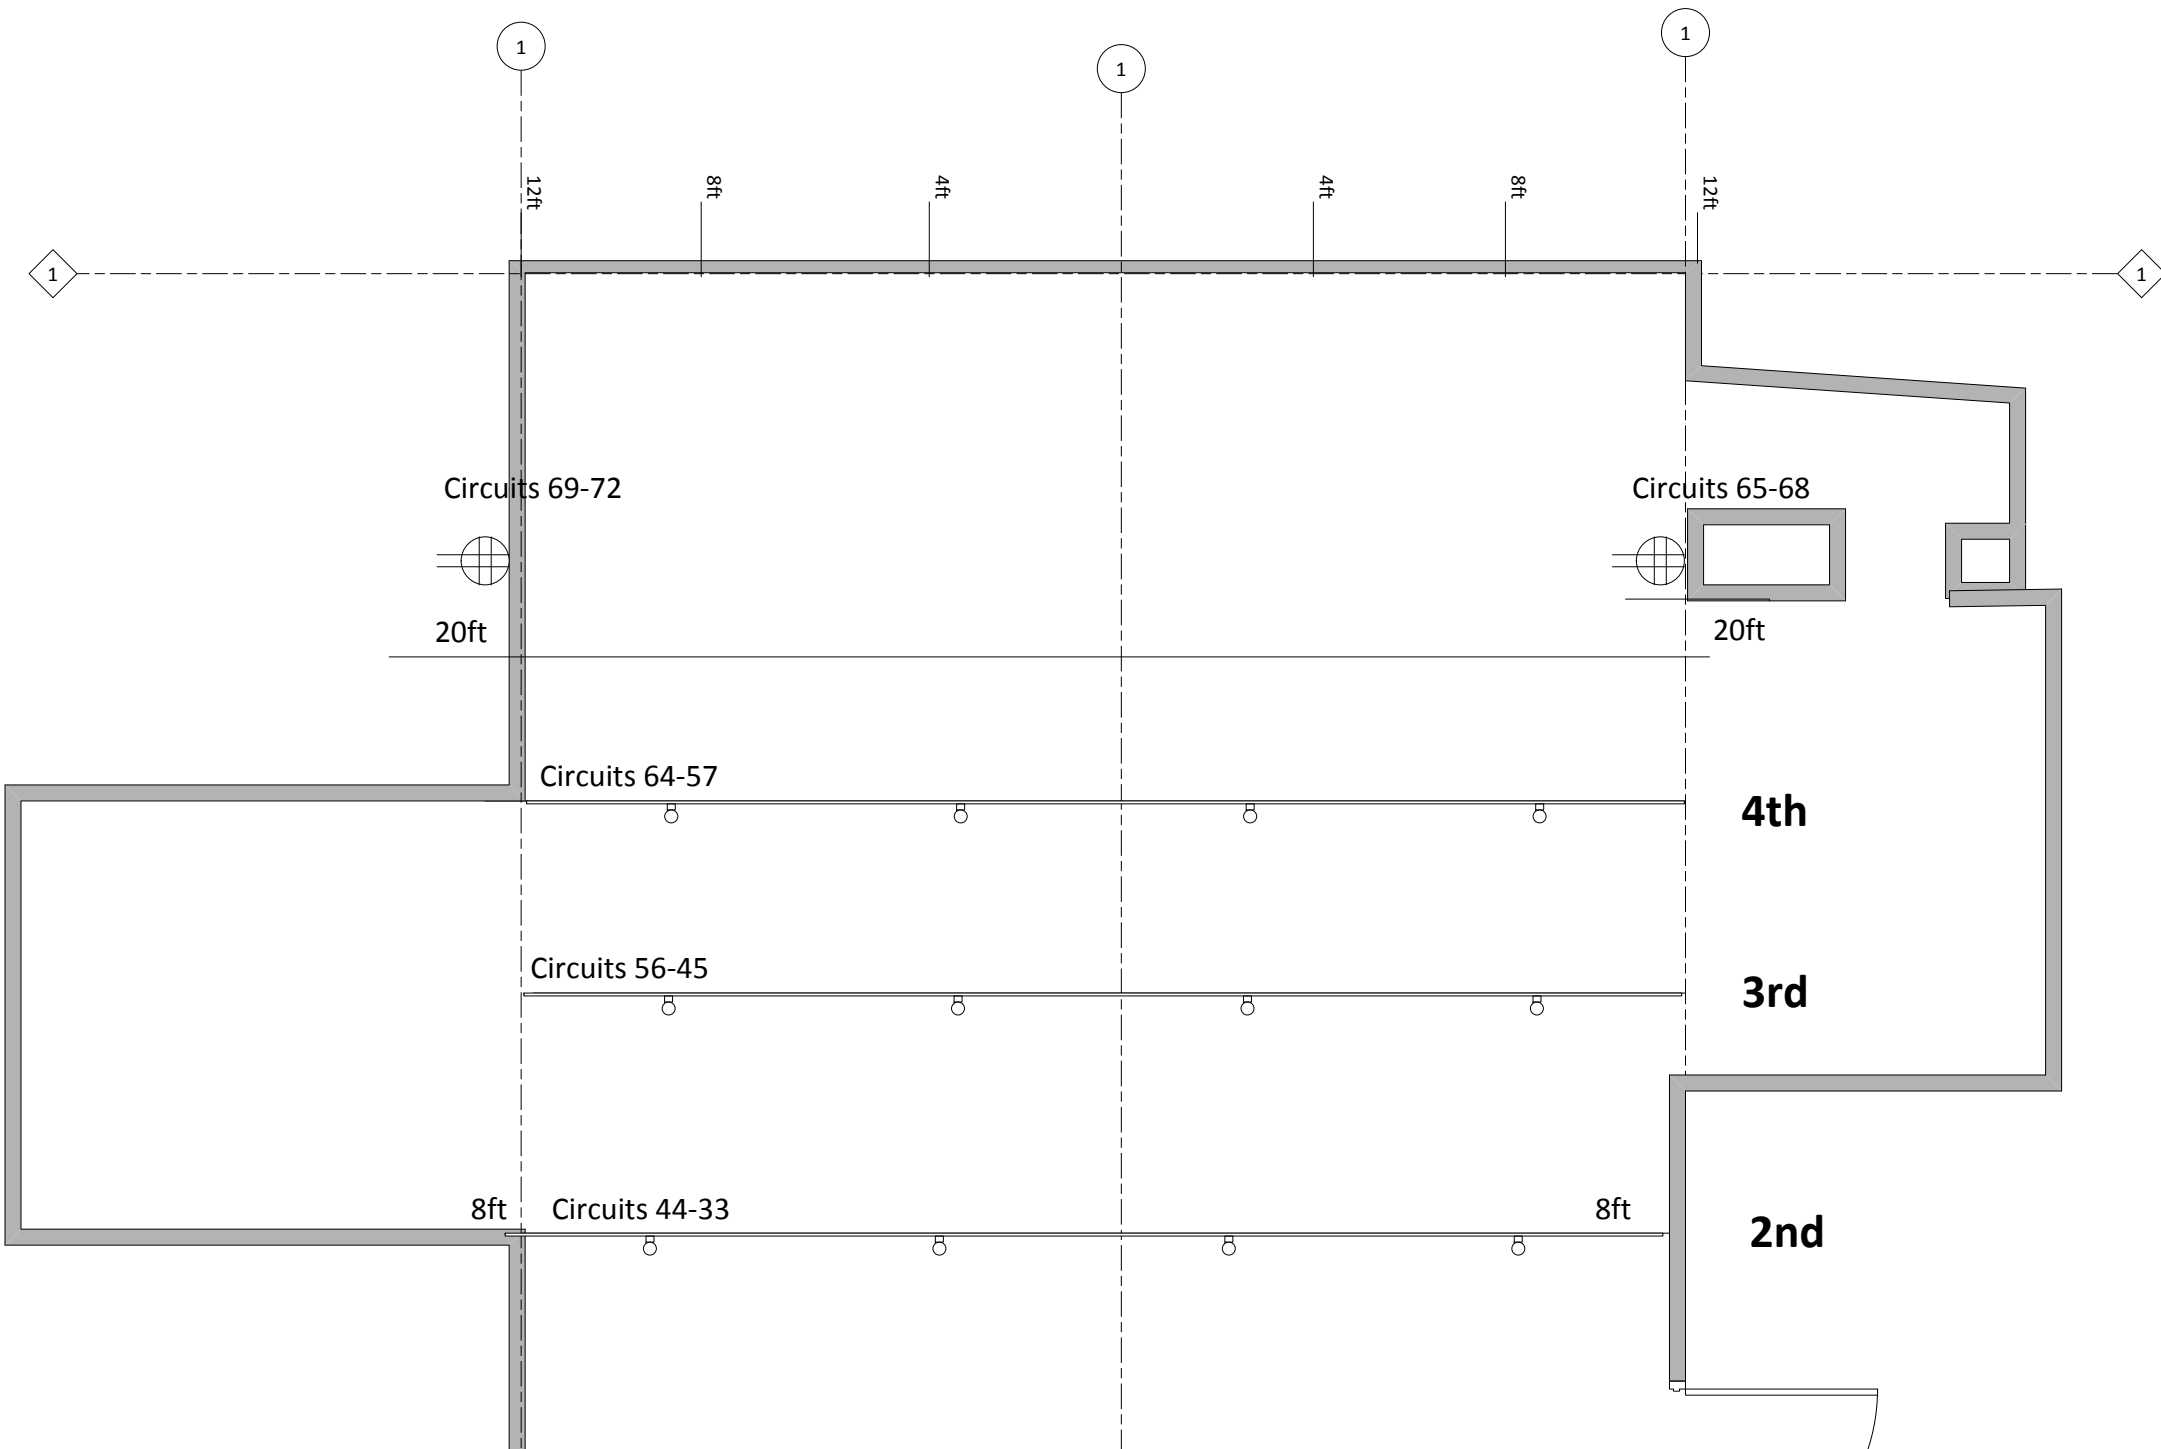 1
1
1
12ft
8ft
4ft
4ft
8ft
12ft
1
1
Circuits 69-72
Circuits 65-68
20ft
20ft
Circuits 64-57
4th
Circuits 56-45
3rd
8ft
Circuits 44-33
8ft
2nd